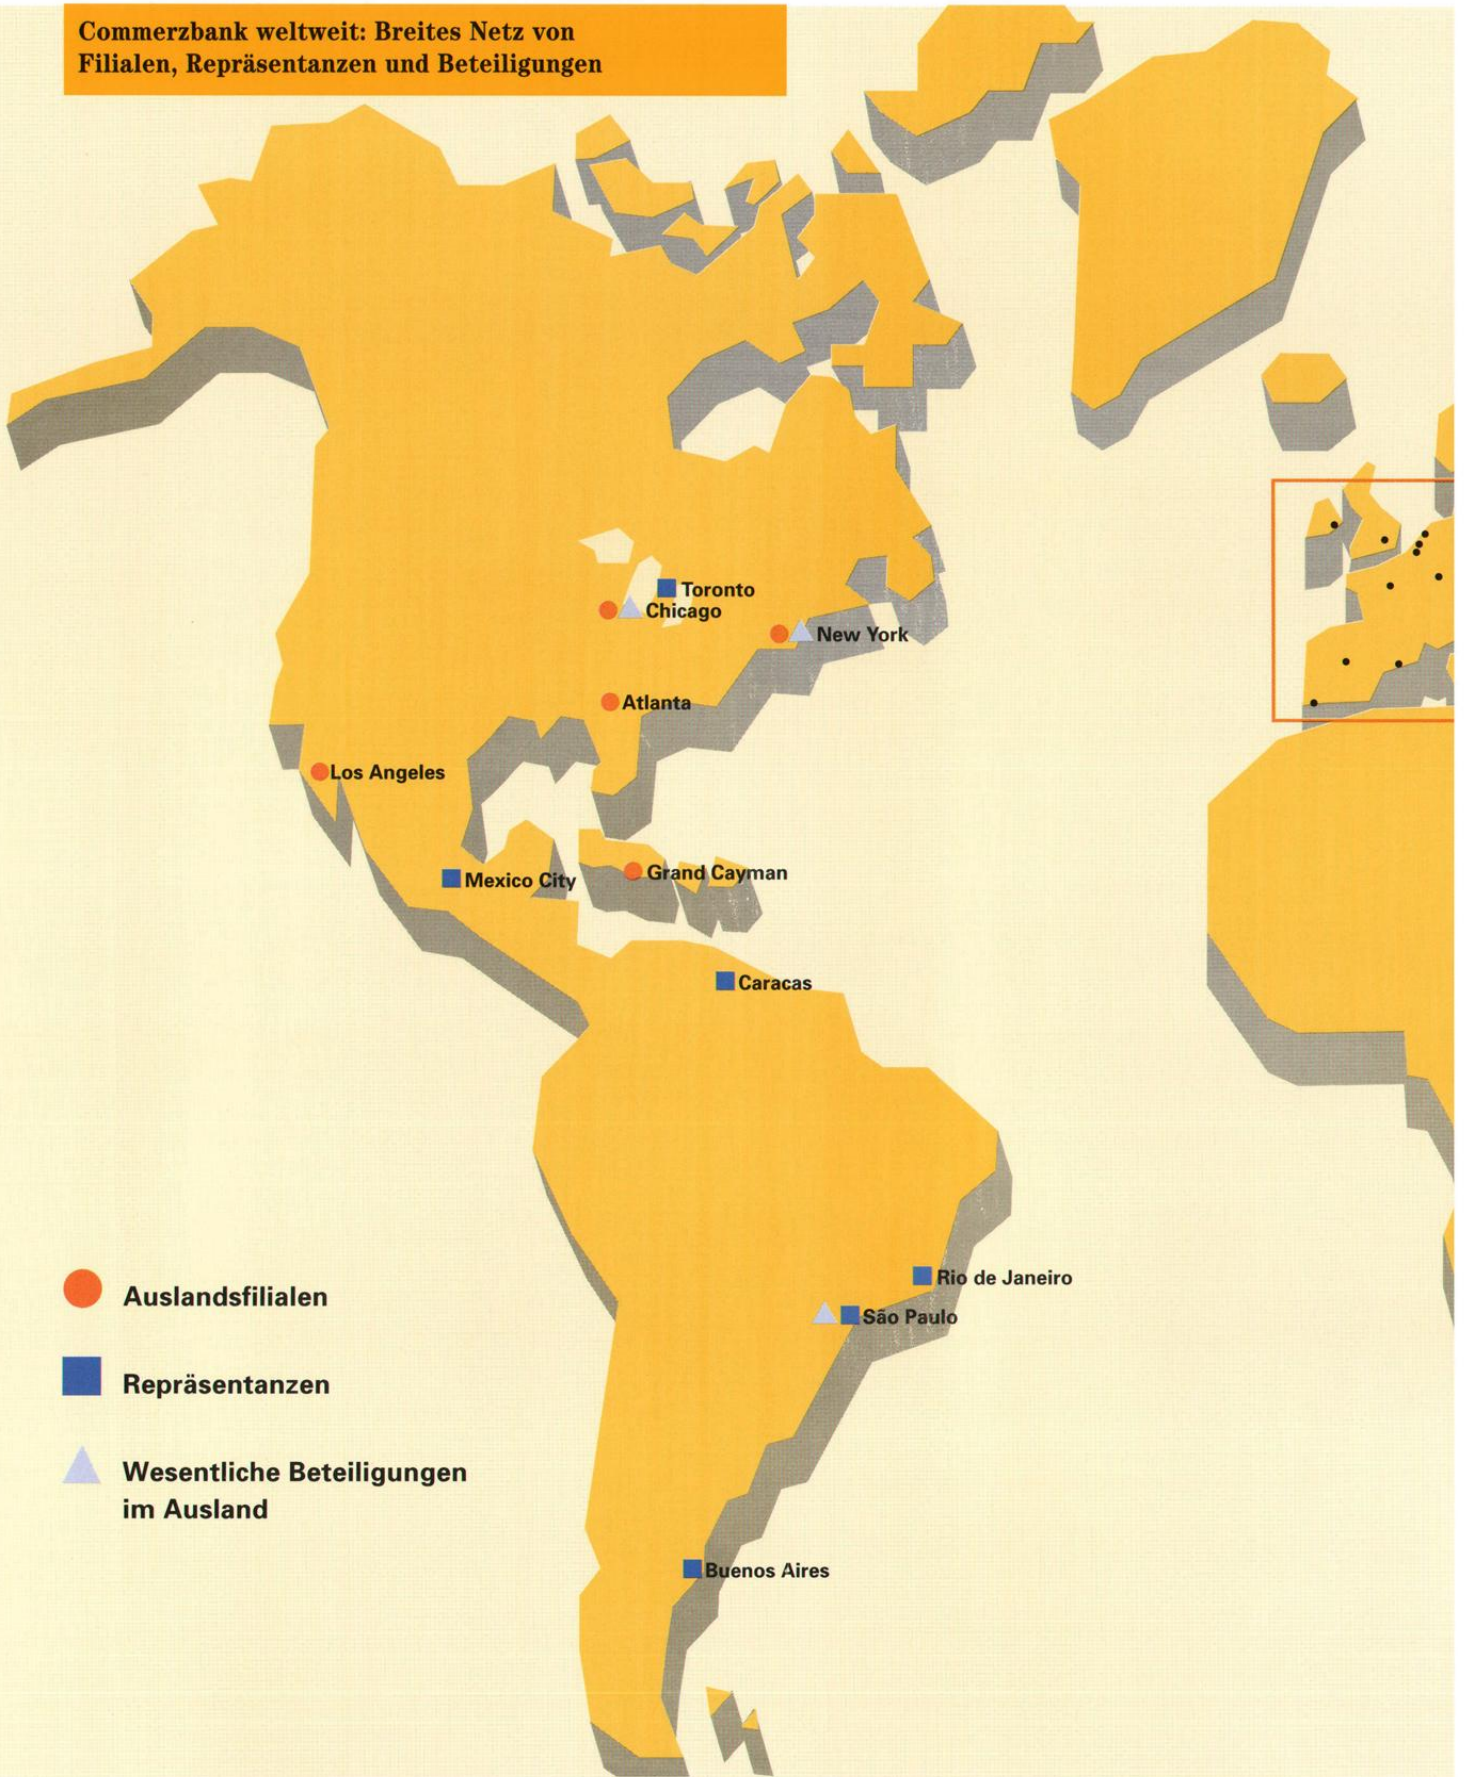 Commerzbank weltweit: Breites Netz von
Filialen, Repräsentanzen und Beteiligungen
Toronto
Chicago
New York
Atlanta
Los Angeles
Grand Cayman
Mexico City
Caracas
Rio de Janeiro
São Paulo
Auslandsfilialen
Repräsentanzen
Wesentliche Beteiligungen
im Ausland
Buenos Aires